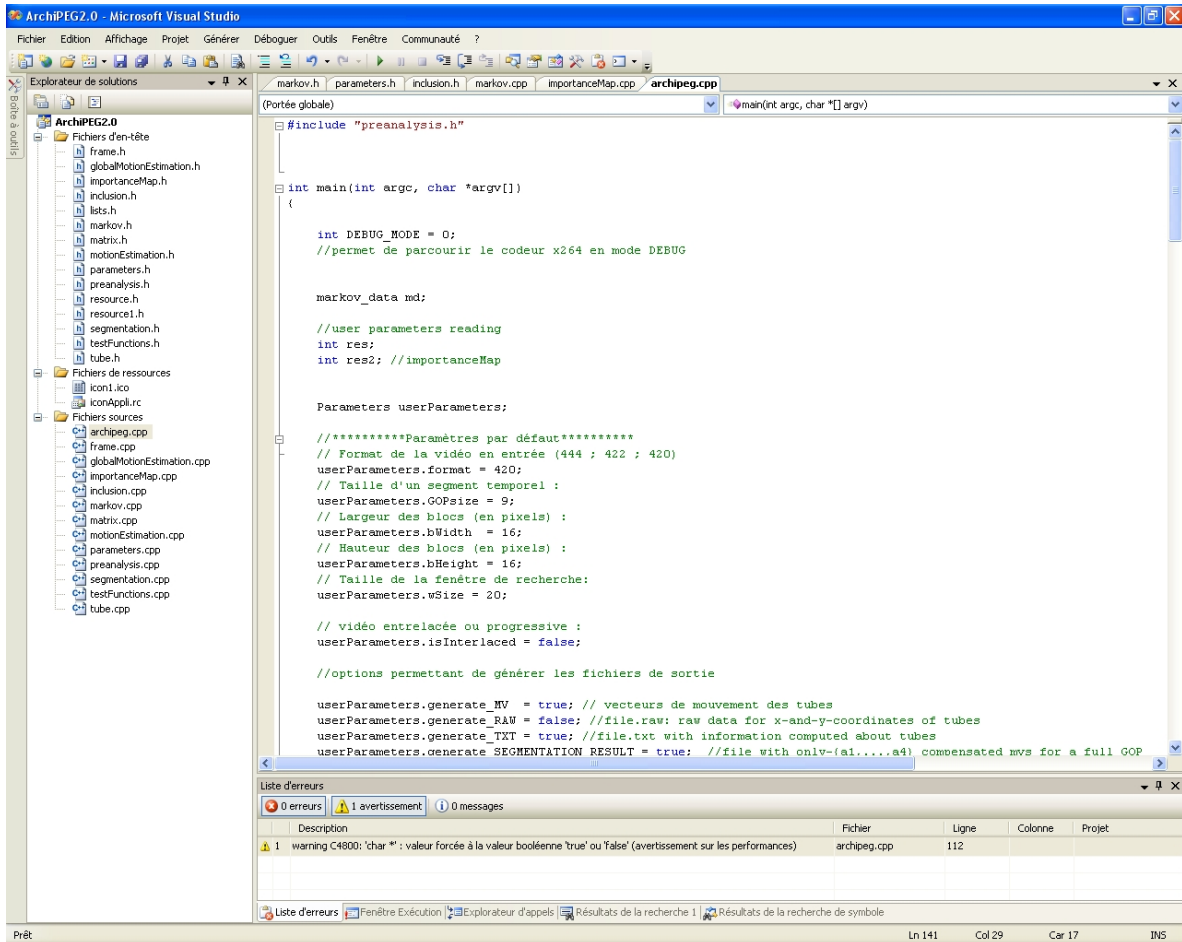 ArchiPEG2.0 - Microsoft Visual Studio
Fichier Edition Affichage Projet Générer Déboguer Outils Fenêtre Communauté ?
Boîte à outils
Explorateur de solutions
ArchiPEG2.0
Fichiers d'en-tête
frame.h
globalMotionEstimation.h
importanceMap.h
inclusion.h
lists.h
markov.h
matrix.h
motionEstimation.h
parameters.h
preanalysis.h
resource.h
resource1.h
segmentation.h
testFunctions.h
tube.h
Fichiers de ressources
icon1.ico
iconAppli.rc
Fichiers sources
archipeg.cpp
frame.cpp
globalMotionEstimation.cpp
importanceMap.cpp
inclusion.cpp
markov.cpp
matrix.cpp
motionEstimation.cpp
parameters.cpp
preanalysis.cpp
segmentation.cpp
testFunctions.cpp
tube.cpp
markov.h parameters.h inclusion.h markov.cpp importanceMap.cpp archipeg.cpp
(Portée globale) main(int argc, char *[] argv)
#include "preanalysis.h"
int main(int argc, char *argv[])
{
int DEBUG_MODE = 0;
//permet de parcourir le codeur x264 en mode DEBUG
markov_data md;
//user parameters reading
int res;
int res2; //importanceMap
Parameters userParameters;
//**********Paramètres par défaut**********
// Format de la vidéo en entrée (444 ; 422 ; 420)
userParameters.format = 420;
// Taille d'un segment temporel :
userParameters.GOPsize = 9;
// Largeur des blocs (en pixels) :
userParameters.bWidth = 16;
// Hauteur des blocs (en pixels) :
userParameters.bHeight = 16;
// Taille de la fenêtre de recherche:
userParameters.wSize = 20;
// vidéo entrelacée ou progressive :
userParameters.isInterlaced = false;
//options permettant de générer les fichiers de sortie
userParameters.generate_MV = true; // vecteurs de mouvement des tubes
userParameters.generate_RAW = false; //file.raw: raw data for x-and-y-coordinates of tubes
userParameters.generate_TXT = true; //file.txt with information computed about tubes
userParameters.generate_SEGMENTATION_RESULT = true; //file with only-(a1.....a4) compensated mvs for a full GOP
Liste d'erreurs
0 erreurs 1 avertissement 0 messages
Description Fichier Ligne Colonne Projet
1 warning C4800: 'char *' : valeur forcée à la valeur booléenne 'true' ou 'false' (avertissement sur les performances) archipeg.cpp 112
Liste d'erreurs Fenêtre Exécution Explorateur d'appels Résultats de la recherche 1 Résultats de la recherche de symbole
Prêt Ln 141 Col 29 Car 17 INS